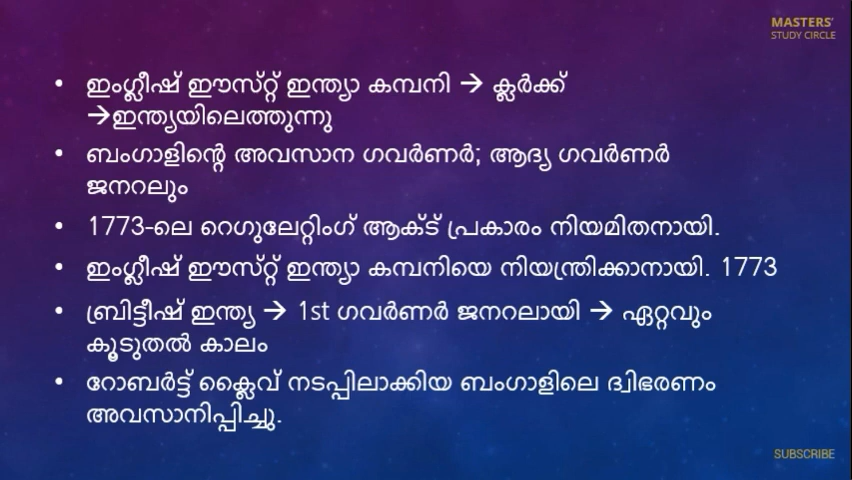 MASTERS'
STUDY CIRCLE
• ഇംഗ്ലീഷ് ഈസ്റ്റ് ഇന്ത്യാ കമ്പനി → ക്ലർക്ക്
→ഇന്ത്യയിലെത്തുന്നു
• ബംഗാളിന്റെ അവസാന ഗവർണർ; ആദ്യ ഗവർണർ
ജനറലും
• 1773-ലെ റെഗുലേറ്റിംഗ് ആക്ട് പ്രകാരം നിയമിതനായി.
• ഇംഗ്ലീഷ് ഈസ്റ്റ് ഇന്ത്യാ കമ്പനിയെ നിയന്ത്രിക്കാനായി. 1773
• ബ്രിട്ടീഷ് ഇന്ത്യ → 1st ഗവർണർ ജനറലായി → ഏറ്റവും
കൂടുതൽ കാലം
• റോബർട്ട് ക്ലൈവ് നടപ്പിലാക്കിയ ബംഗാളിലെ ദ്വിഭരണം
അവസാനിപ്പിച്ചു.
SUBSCRIBE